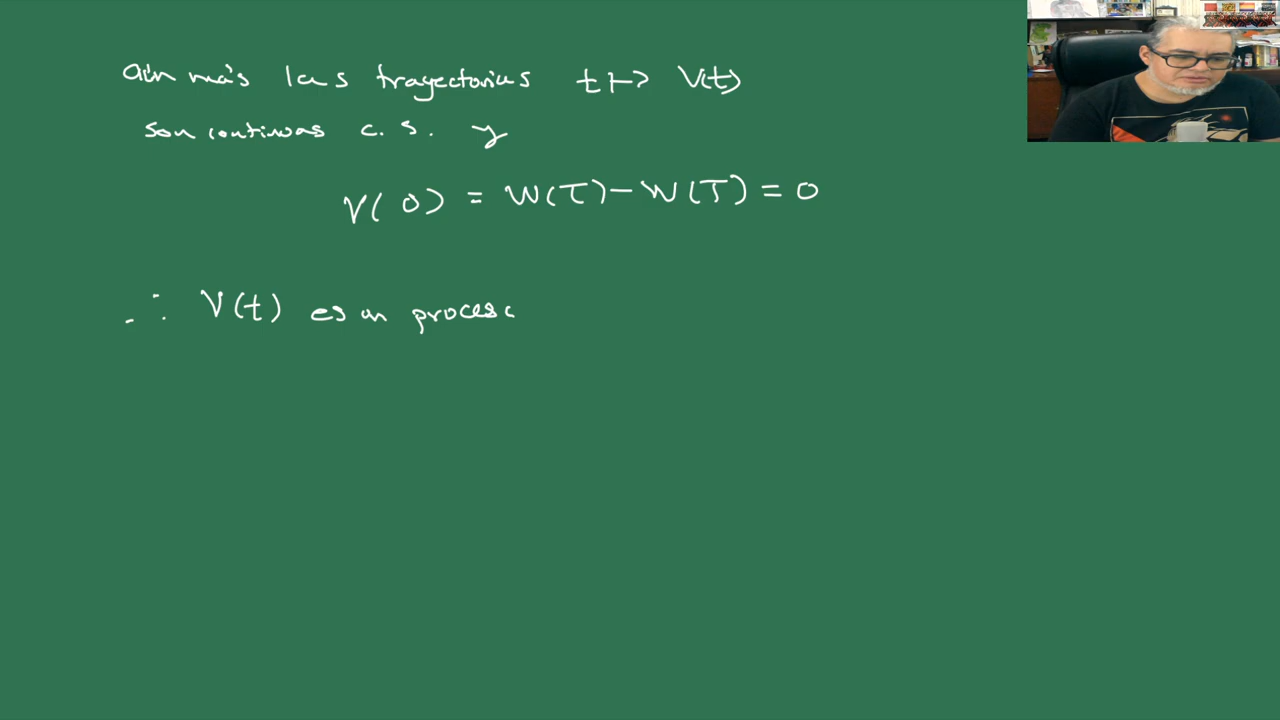 aún más las trayectorias t ↦ V(t)
son continuas c. s. y
V(0) = W(T) - W(T) = 0
∴ V(t) es un proceso